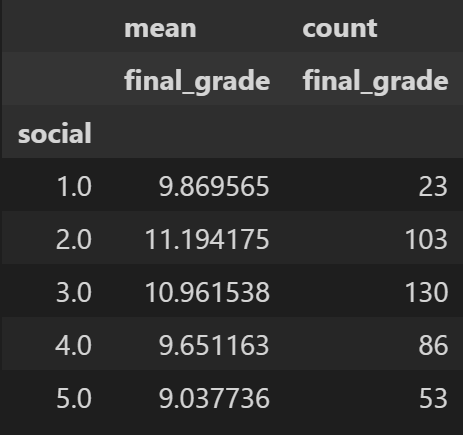 mean count
final_grade final_grade
social
1.0 9.869565 23
2.0 11.194175 103
3.0 10.961538 130
4.0 9.651163 86
5.0 9.037736 53